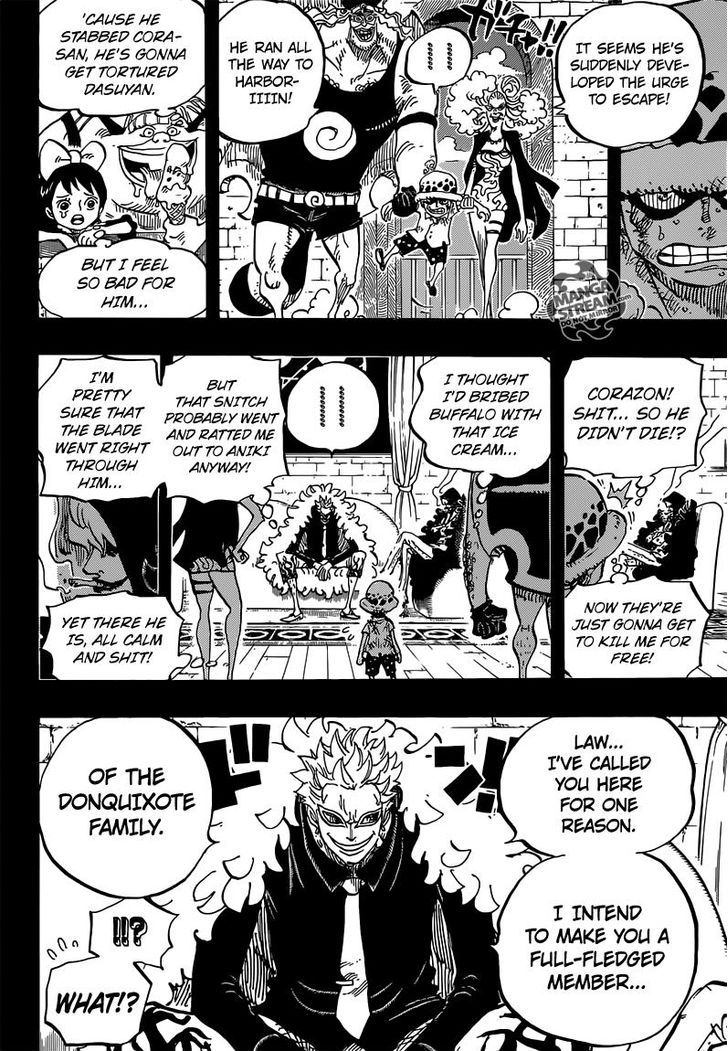 IT SEEMS HE'S
SUDDENLY DEVE-
LOPED THE URGE
TO ESCAPE!
HE RAN ALL
THE WAY TO
HARBOR-
IIIIN!
!!
'CAUSE HE
STABBED CORA-
SAN, HE'S GONNA
GET TORTURED
DASUYAN.
BUT I FEEL
SO BAD FOR
HIM...
MANGA
STREAM.com
DO NOT MIRROR!
CORAZON!
SHIT... SO HE
DIDN'T DIE!?
NOW THEY'RE
JUST GONNA GET
TO KILL ME FOR
FREE!
I THOUGHT
I'D BRIBED
BUFFALO WITH
THAT ICE
CREAM...
!!
BUT
THAT SNITCH
PROBABLY WENT
AND RATTED ME
OUT TO ANIKI
ANYWAY!
I'M
PRETTY
SURE THAT
THE BLADE
WENT RIGHT
THROUGH
HIM...
YET THERE HE
IS, ALL CALM
AND SHIT!
LAW...
I'VE CALLED
YOU HERE
FOR ONE
REASON.
I INTEND
TO MAKE YOU A
FULL-FLEDGED
MEMBER...
OF THE
DONQUIXOTE
FAMILY.
!!?
WHAT!?